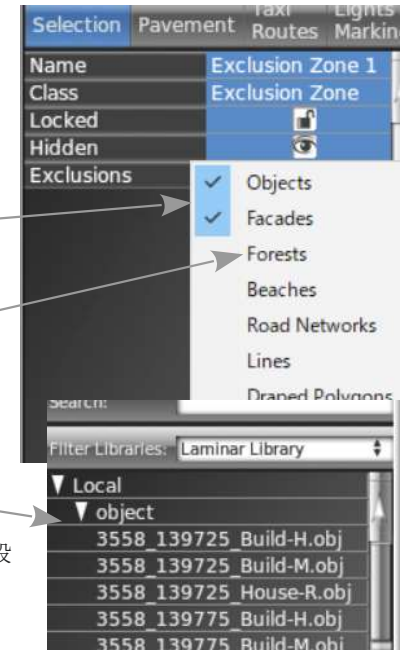 Selection Pavement Taxi Routes Lights Markin
Name Exclusion Zone 1
Class Exclusion Zone
Locked
Hidden
Exclusions
Objects
Facades
Forests
Beaches
Road Networks
Lines
Draped Polygons
Search:
Filter Libraries: Laminar Library
Local
object
3558_139725_Build-H.obj
3558_139725_Build-M.obj
3558_139725_House-R.obj
3558_139775_Build-H.obj
3558_139775_Build-M.obj
没